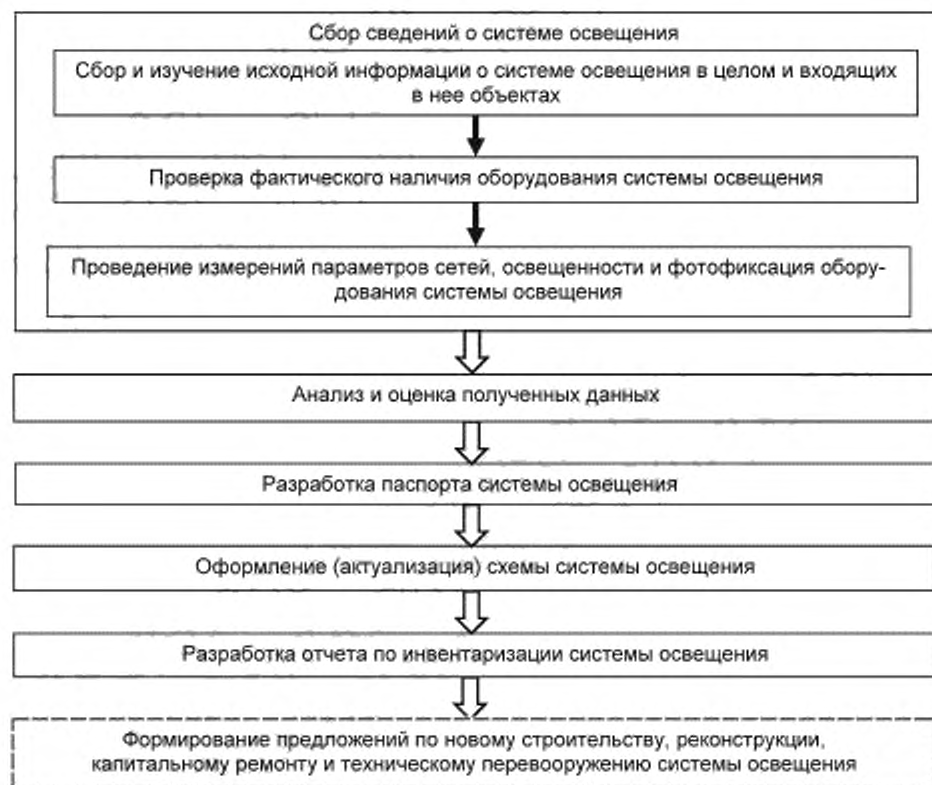 Сбор сведений о системе освещения
Сбор и изучение исходной информации о системе освещения в целом и входящих
в нее объектах
Проверка фактического наличия оборудования системы освещения
Проведение измерений параметров сетей, освещенности и фотофиксация обору-
дования системы освещения
Анализ и оценка полученных данных
Разработка паспорта системы освещения
Оформление (актуализация) схемы системы освещения
Разработка отчета по инвентаризации системы освещения
Формирование предложений по новому строительству, реконструкции,
капитальному ремонту и техническому перевооружению системы освещения